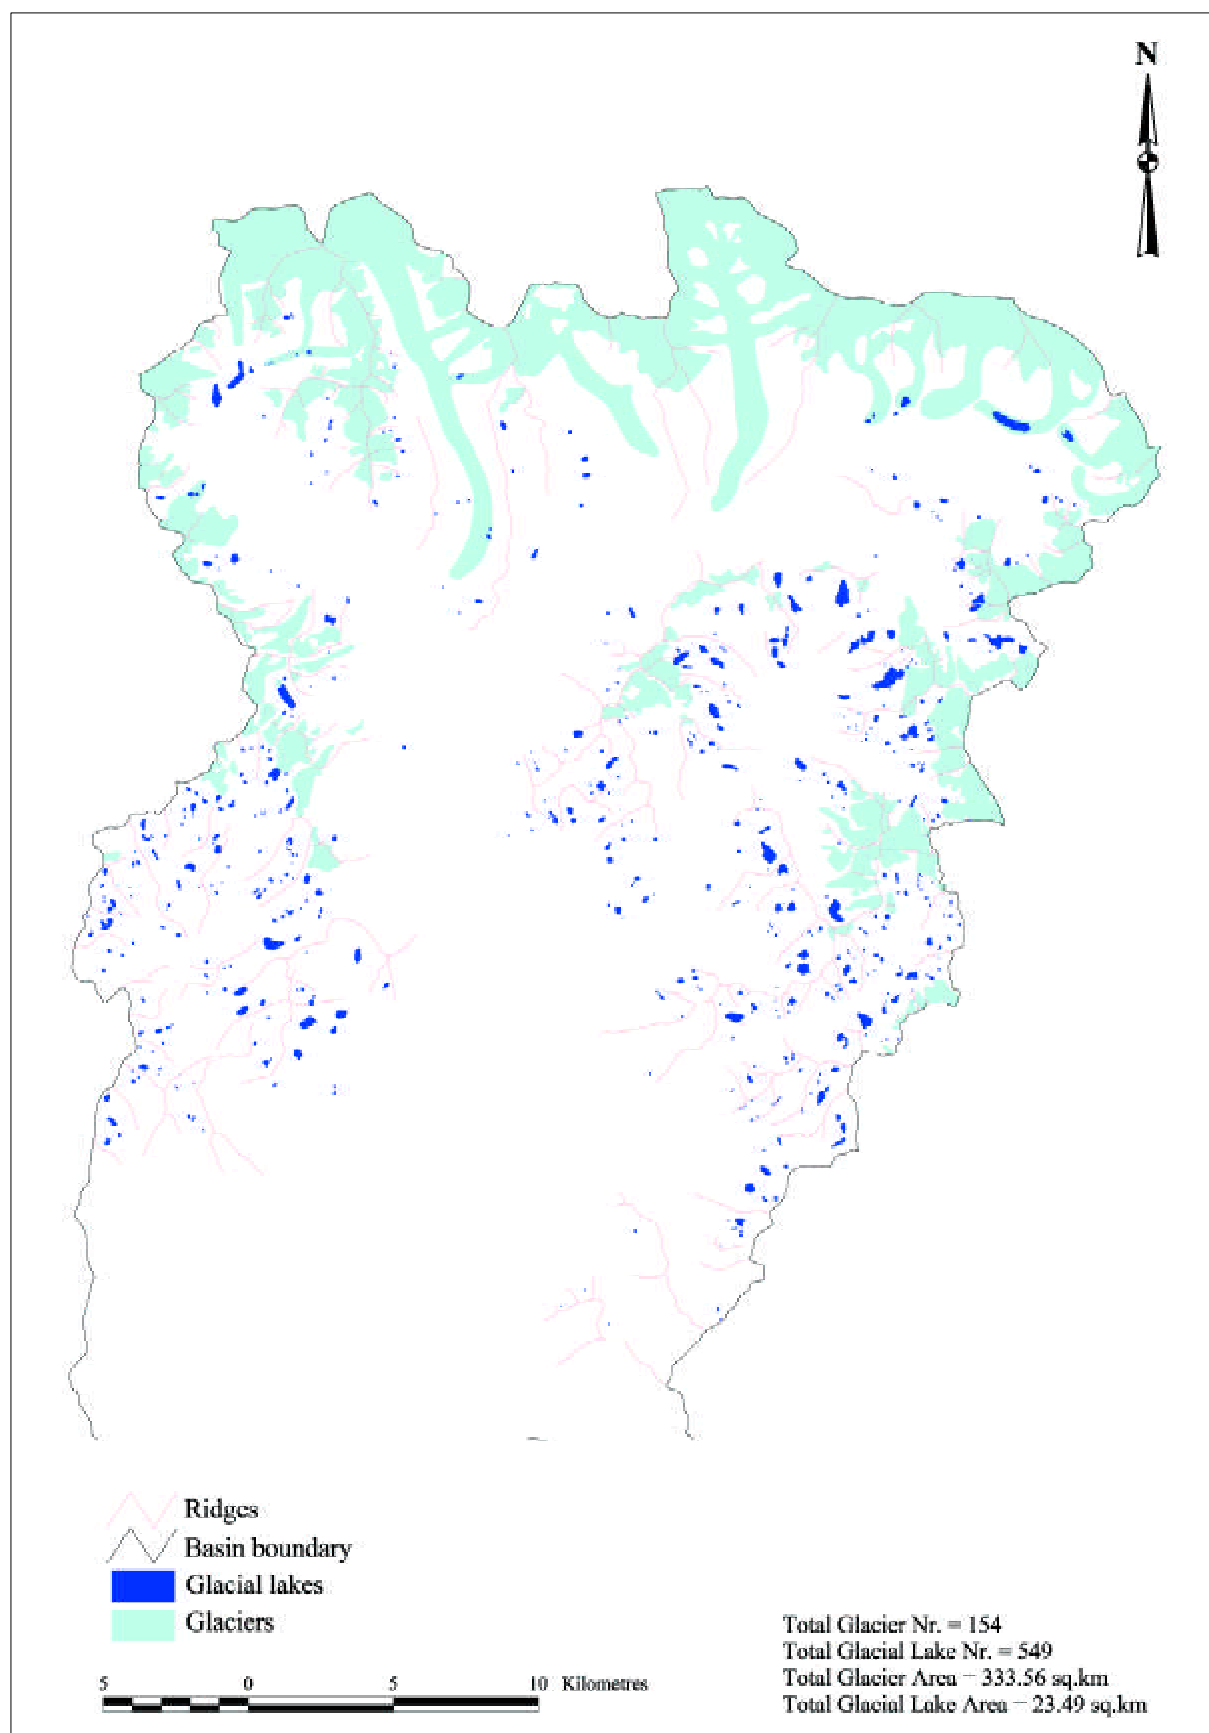 N
Ridges
Basin boundary
Glacial lakes
Glaciers
5 0 5 10 Kilometres
Total Glacier Nr. = 154
Total Glacial Lake Nr. = 549
Total Glacier Area = 333.56 sq.km
Total Glacial Lake Area = 23.49 sq.km